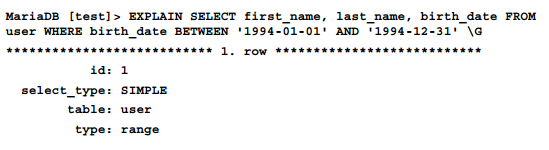 MariaDB [test]> EXPLAIN SELECT first_name, last_name, birth_date FROM
user WHERE birth_date BETWEEN '1994-01-01' AND '1994-12-31' \G
*************************** 1. row ***************************
id: 1
select_type: SIMPLE
table: user
type: range